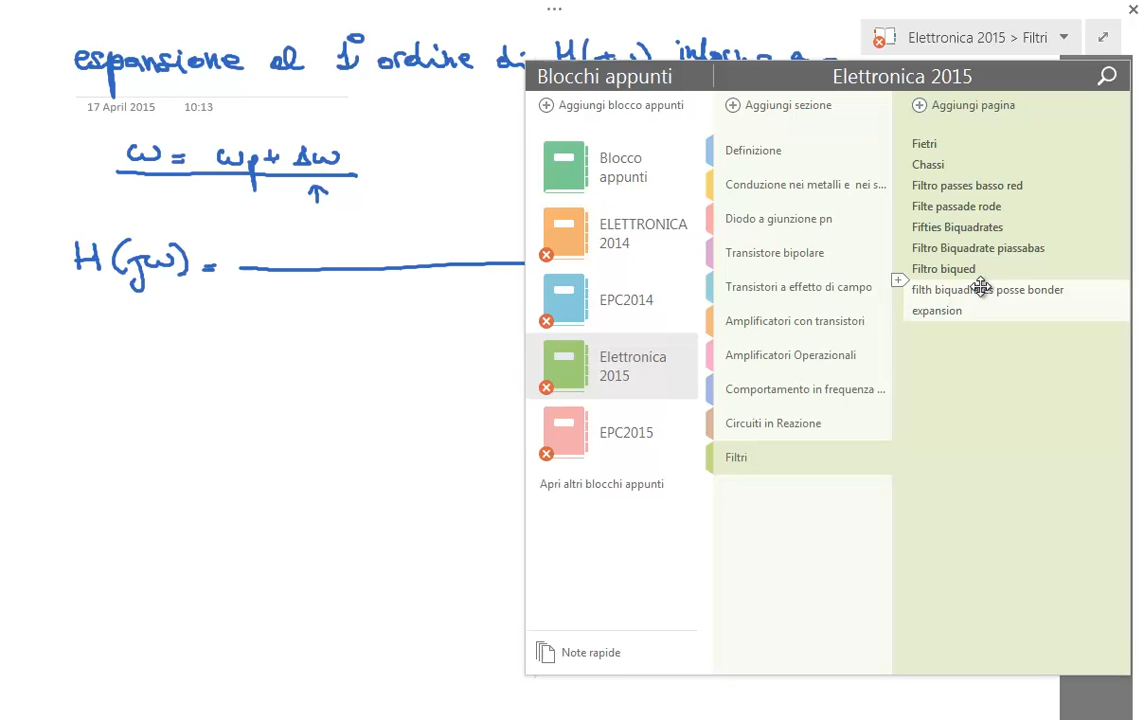 espansione al 1° ordine di H(jω) intorno a
Elettronica 2015 > Filtri
17 April 2015 10:13
ω = ωp + Δω
H(jω) =
Blocchi appunti
Elettronica 2015
Aggiungi blocco appunti
Aggiungi sezione
Aggiungi pagina
Blocco
appunti
ELETTRONICA
2014
EPC2014
Elettronica
2015
EPC2015
Apri altri blocchi appunti
Note rapide
Definizione
Conduzione nei metalli e nei s...
Diodo a giunzione pn
Transistore bipolare
Transistori a effetto di campo
Amplificatori con transistori
Amplificatori Operazionali
Comportamento in frequenza ...
Circuiti in Reazione
Filtri
Fietri
Chassi
Filtro passes basso red
Filte passade rode
Fifties Biquadrates
Filtro Biquadrate piassabas
Filtro biqued
filth biquadrates posse bonder
expansion